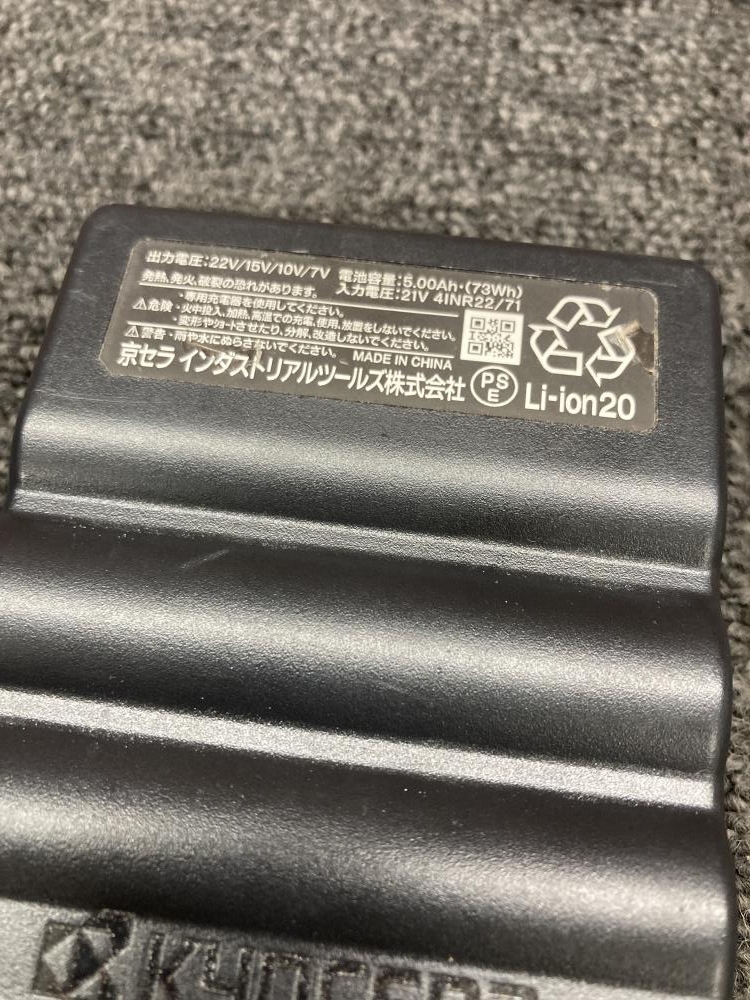 出力電圧:22V/15V/10V/7V 電池容量:5.00Ah・(73Wh)
発熱、発火、破裂の恐れがあります。 入力電圧:21V 4INR22/71
⚠危険・専用充電器を使用してください。
・火中投入、加熱、高温での充電、使用、放置をしないでください。
・変形やショートさせたり、分解、改造しないでください。
⚠警告・雨や水にぬらさないでください。 MADE IN CHINA
京セラ インダストリアルツールズ株式会社 PSE Li-ion20
KYOCERA